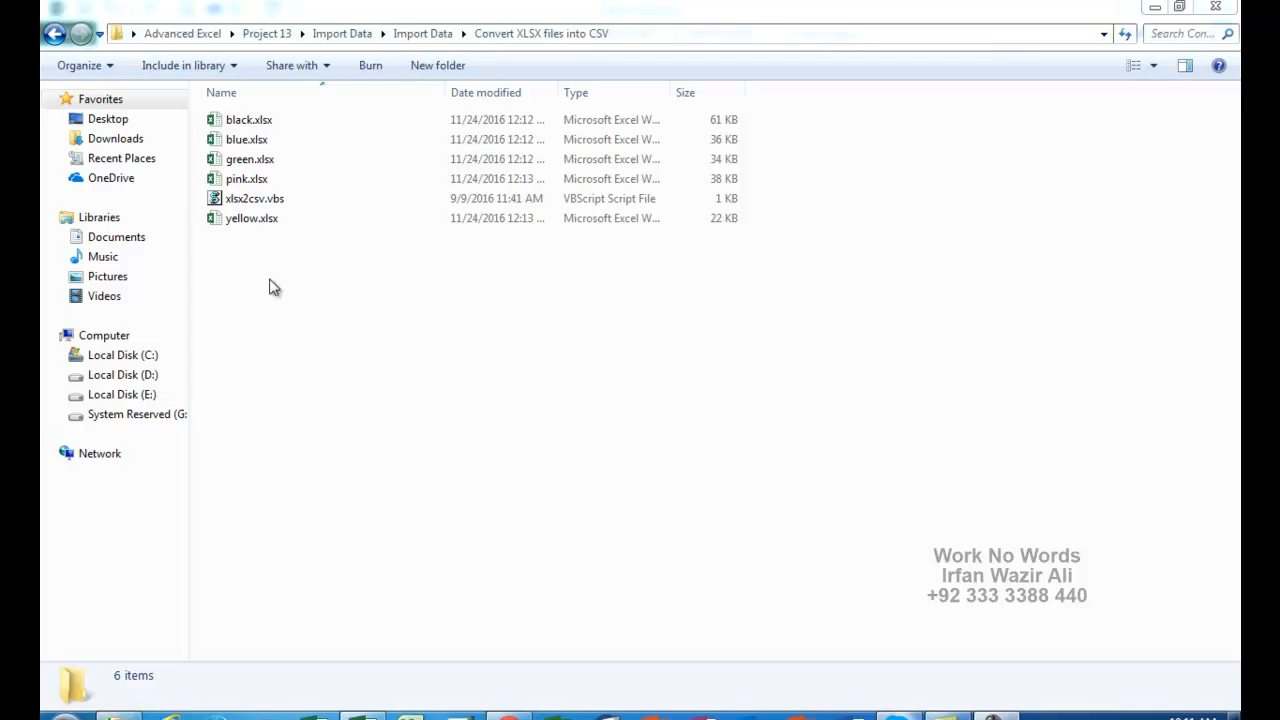 Advanced Excel Project 13 Import Data Import Data Convert XLSX files into CSV Search Con...
Organize Include in library Share with Burn New folder
Name Date modified Type Size
Favorites
Desktop
Downloads
Recent Places
OneDrive
Libraries
Documents
Music
Pictures
Videos
Computer
Local Disk (C:)
Local Disk (D:)
Local Disk (E:)
System Reserved (G:
Network
black.xlsx 11/24/2016 12:12 ... Microsoft Excel W... 61 KB
blue.xlsx 11/24/2016 12:12 ... Microsoft Excel W... 36 KB
green.xlsx 11/24/2016 12:12 ... Microsoft Excel W... 34 KB
pink.xlsx 11/24/2016 12:13 ... Microsoft Excel W... 38 KB
xlsx2csv.vbs 9/9/2016 11:41 AM VBScript Script File 1 KB
yellow.xlsx 11/24/2016 12:13 ... Microsoft Excel W... 22 KB
Work No Words
Irfan Wazir Ali
+92 333 3388 440
6 items